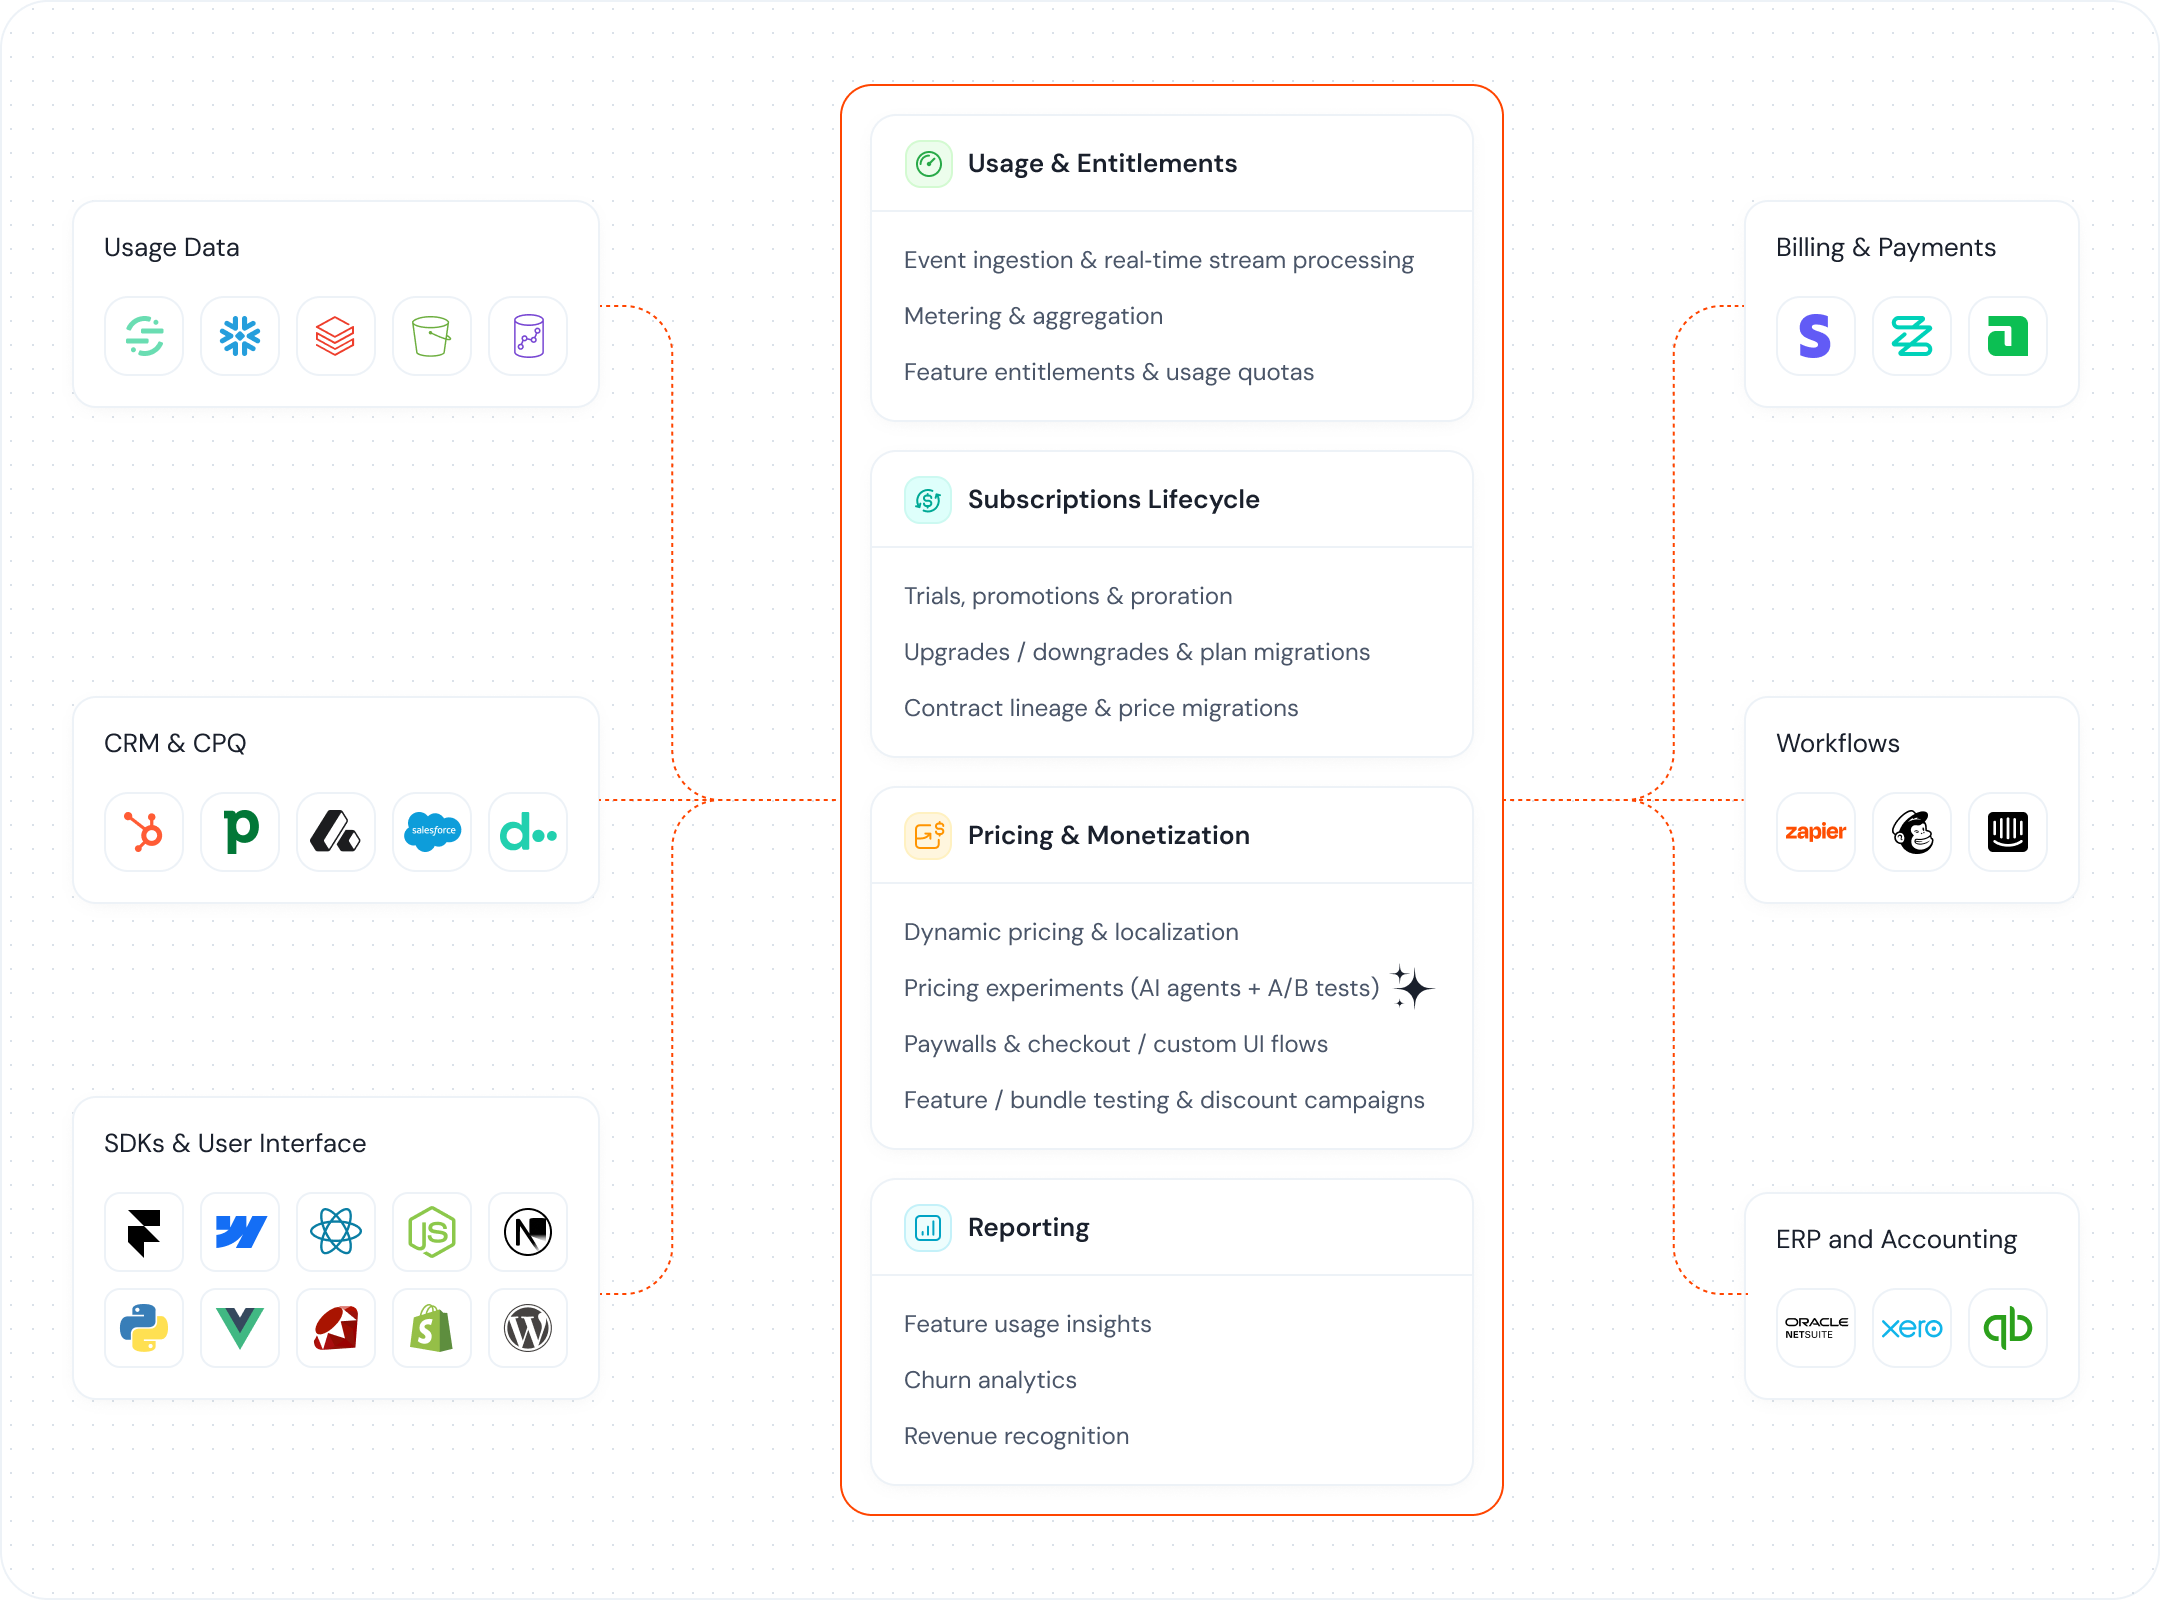 Usage Data
CRM & CPQ
salesforce
d
SDKs & User Interface
JS
N
Usage & Entitlements
Event ingestion & real-time stream processing
Metering & aggregation
Feature entitlements & usage quotas
Subscriptions Lifecycle
Trials, promotions & proration
Upgrades / downgrades & plan migrations
Contract lineage & price migrations
Pricing & Monetization
Dynamic pricing & localization
Pricing experiments (AI agents + A/B tests)
Paywalls & checkout / custom UI flows
Feature / bundle testing & discount campaigns
Reporting
Feature usage insights
Churn analytics
Revenue recognition
Billing & Payments
Workflows
zapier
ERP and Accounting
ORACLE
NETSUITE
xero
qb